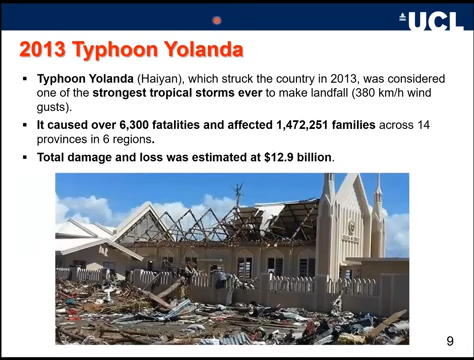 UCL
2013 Typhoon Yolanda
▪ Typhoon Yolanda (Haiyan), which struck the country in 2013, was considered
one of the strongest tropical storms ever to make landfall (380 km/h wind
gusts).
▪ It caused over 6,300 fatalities and affected 1,472,251 families across 14
provinces in 6 regions.
▪ Total damage and loss was estimated at $12.9 billion.
9